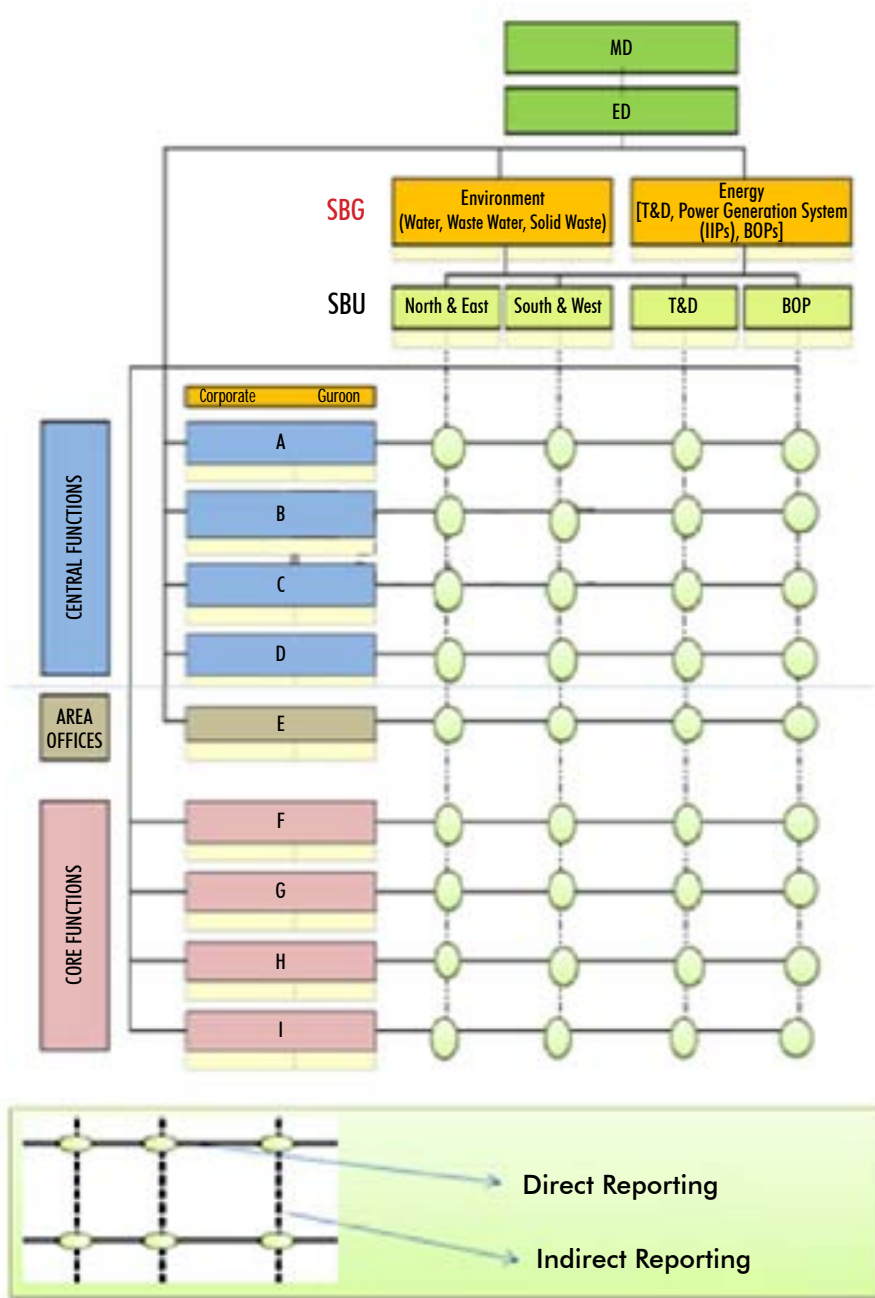 MD
ED
SBG
Environment
(Water, Waste Water, Solid Waste)
Energy
[T&D, Power Generation System
(IIPs), BOPs]
SBU
North & East
South & West
T&D
BOP
Corporate Guroon
CENTRAL FUNCTIONS
A
B
C
D
AREA
OFFICES
E
CORE FUNCTIONS
F
G
H
I
Direct Reporting
Indirect Reporting